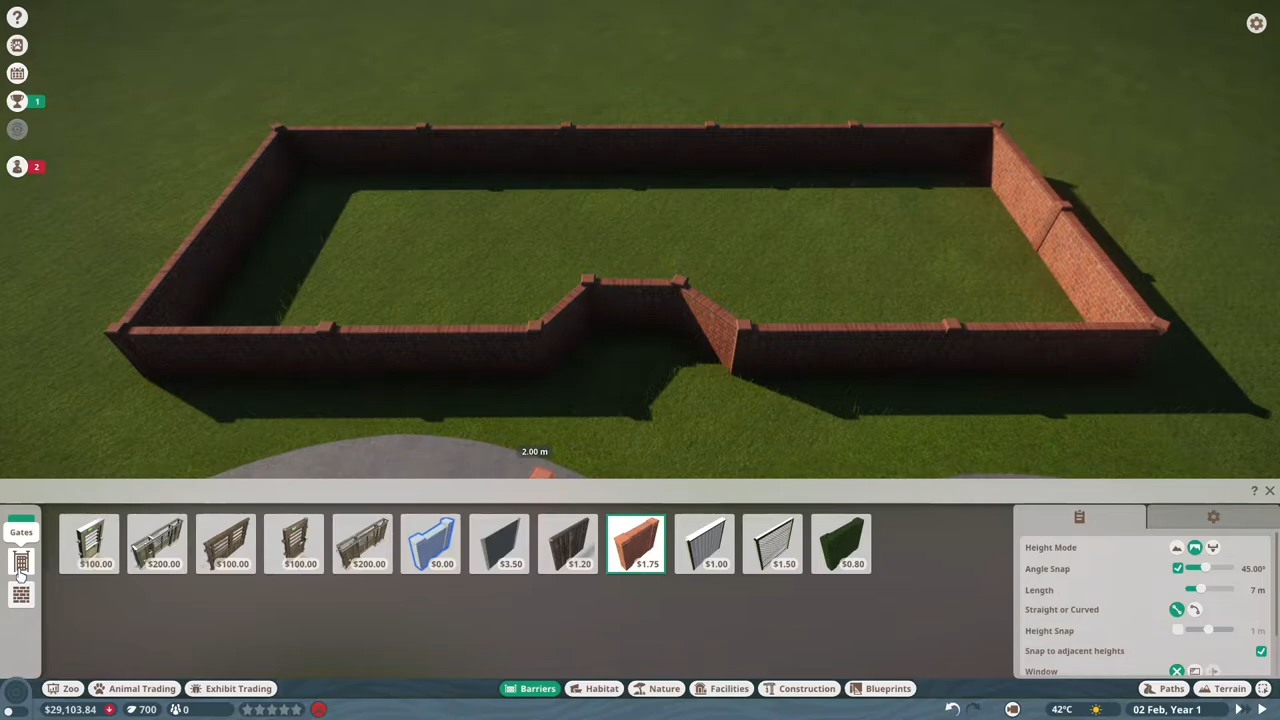 ?
1
2
2.00 m
?
Gates
$100.00
$200.00
$100.00
$100.00
$200.00
$0.00
$3.50
$1.20
$1.75
$1.00
$1.50
$0.80
Height Mode
Angle Snap
45.00°
Length
7 m
Straight or Curved
Height Snap
1 m
Snap to adjacent heights
Window
Zoo
Animal Trading
Exhibit Trading
Barriers
Habitat
Nature
Facilities
Construction
Blueprints
Paths
Terrain
$29,103.84
700
0
42°C
02 Feb, Year 1